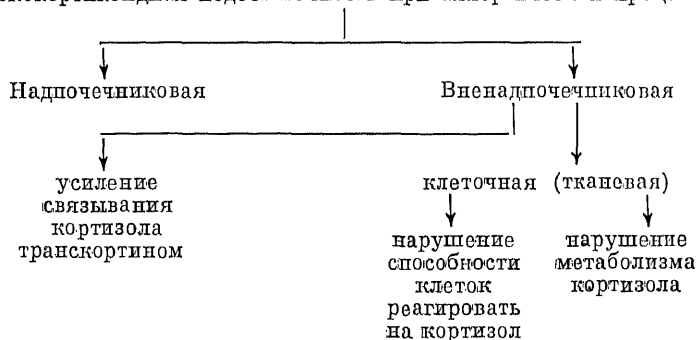 Надпочечниковая Вненадпочечниковая
усиление клеточная (тканевая)
связывания
кортизола
транскортином
нарушение нарушение
способности метаболизма
клеток кортизола
реагировать
на кортизол